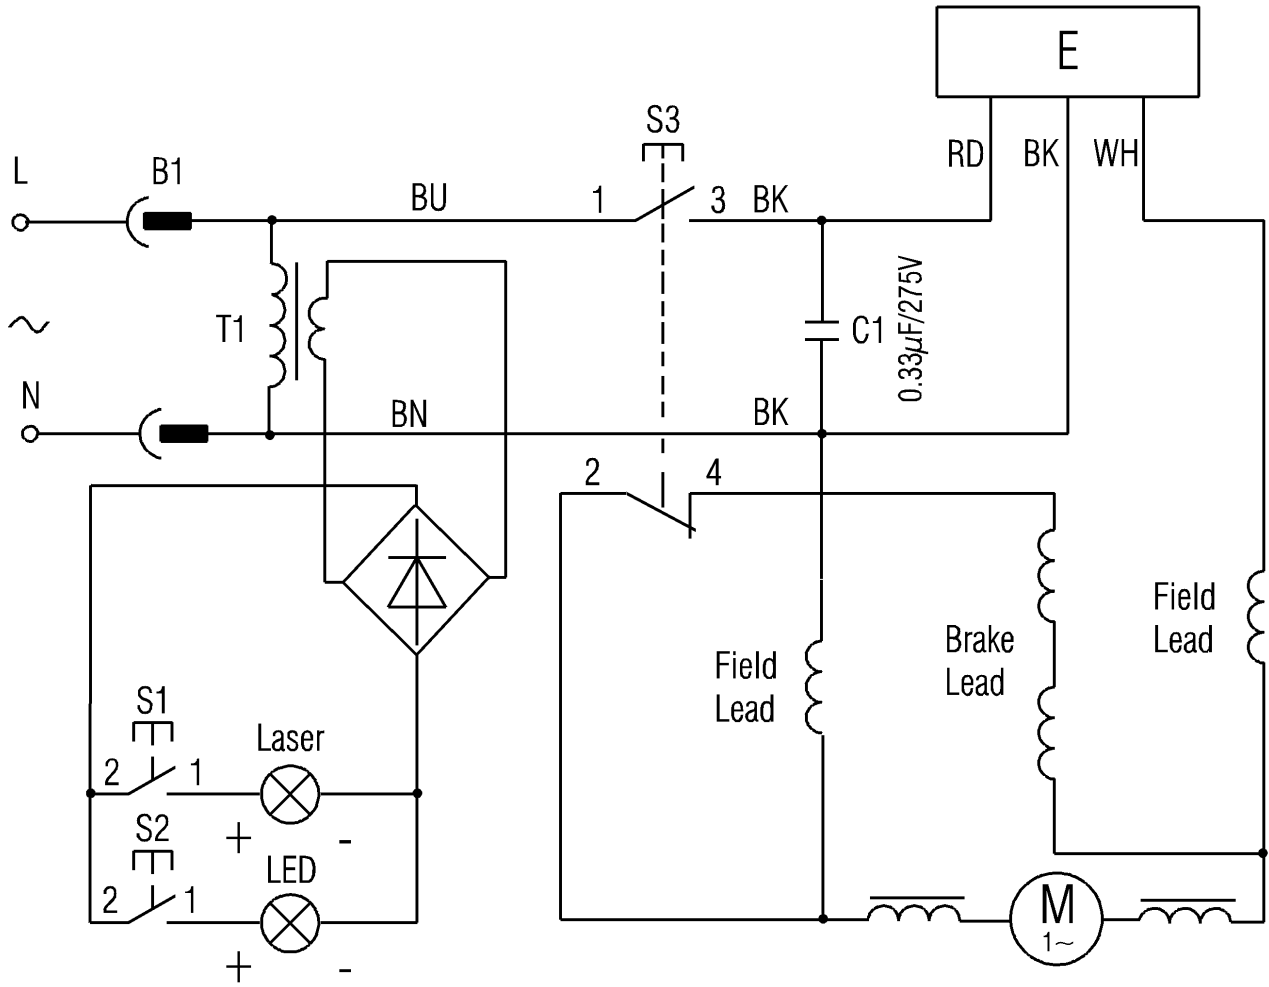 E
S3
RD BK WH
L
B1
BU
1
3
BK
T1
C1
0.33µF/275V
N
BN
BK
2
4
Field
Lead
Brake
Lead
Field
Lead
S1
Laser
2
1
+
-
S2
LED
2
1
+
-
M
1~